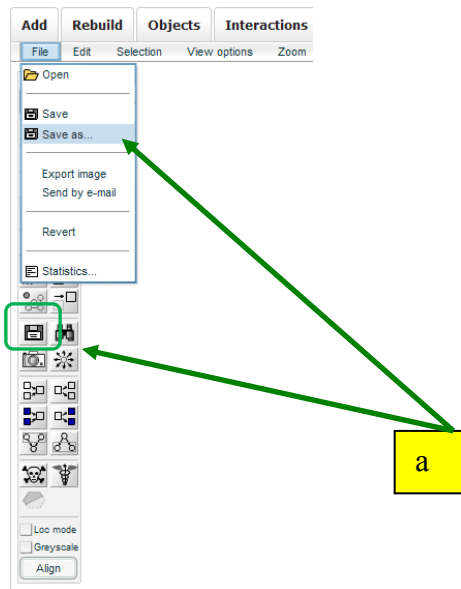 Add Rebuild Objects Interactions
File Edit Selection View options Zoom
Open
Save
Save as...
Export image
Send by e-mail
Revert
Statistics...
a
Loc mode
Greyscale
Align